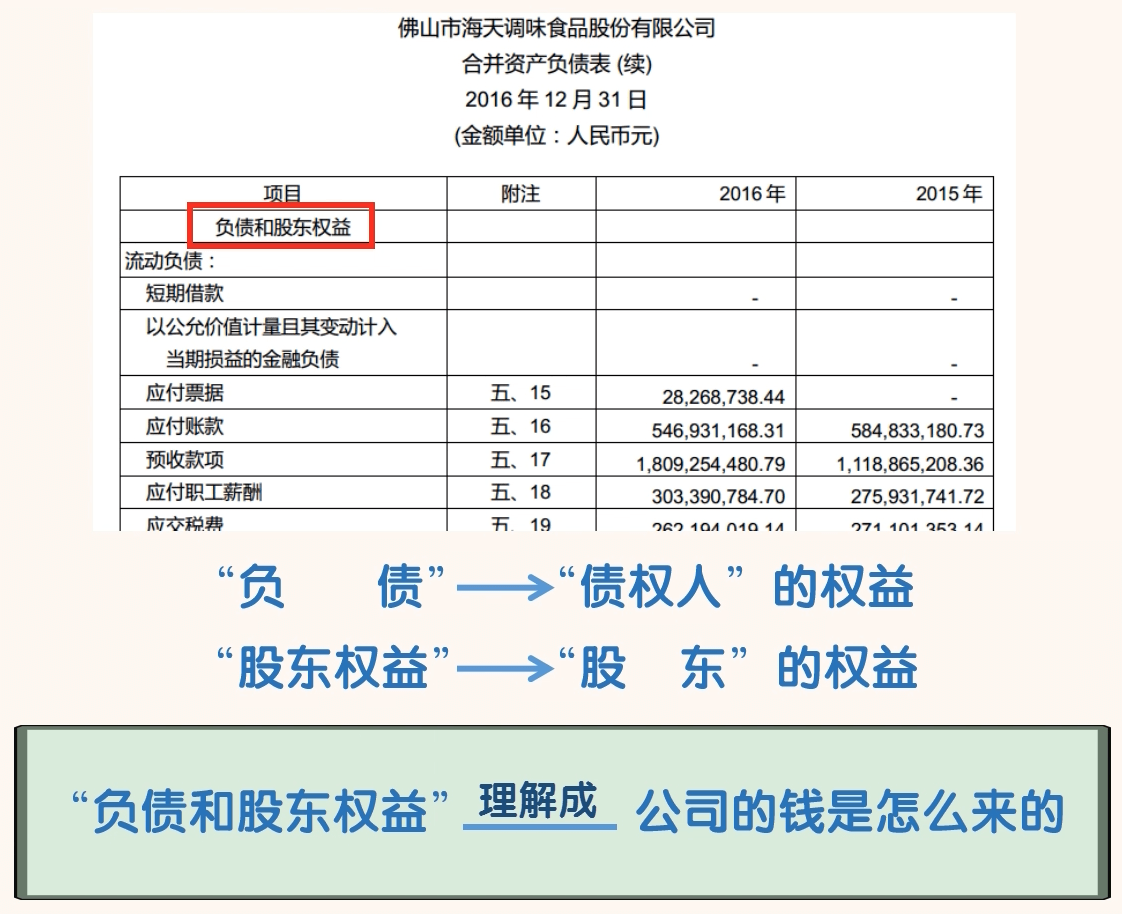 佛山市海天调味食品股份有限公司
合并资产负债表 (续)
2016 年 12 月 31 日
(金额单位：人民币元)
项目 附注 2016 年 2015 年
负债和股东权益
流动负债：
短期借款 - -
以公允价值计量且其变动计入
当期损益的金融负债 - -
应付票据 五、15 28,268,738.44 -
应付账款 五、16 546,931,168.31 584,833,180.73
预收款项 五、17 1,809,254,480.79 1,118,865,208.36
应付职工薪酬 五、18 303,390,784.70 275,931,741.72
应交税费 五、19 262,194,019.14 271,101,353.14
“负 债” “债权人” 的权益
“股东权益” “股 东” 的权益
“负债和股东权益” 理解成 公司的钱是怎么来的